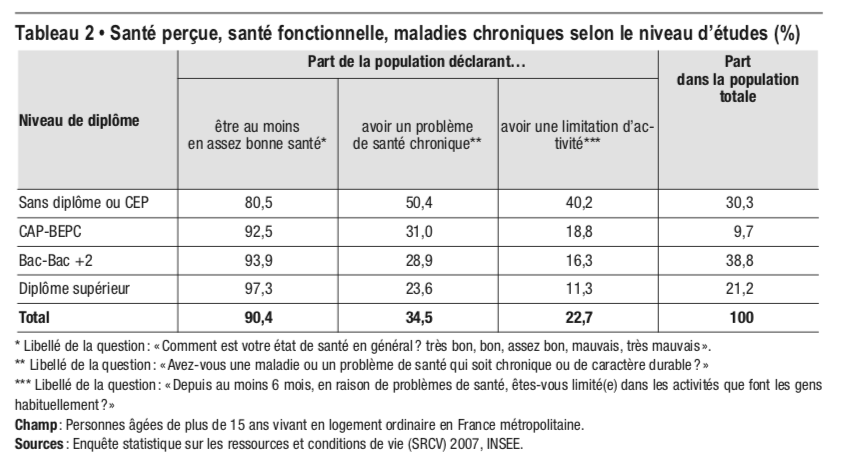 Tableau 2 • Santé perçue, santé fonctionnelle, maladies chroniques selon le niveau d'études (%)
Niveau de diplôme
Part de la population déclarant…
Part
dans la population
totale
être au moins
en assez bonne santé*
avoir un problème
de santé chronique**
avoir une limitation d'ac-
tivité***
Sans diplôme ou CEP 80,5 50,4 40,2 30,3
CAP-BEPC 92,5 31,0 18,8 9,7
Bac-Bac +2 93,9 28,9 16,3 38,8
Diplôme supérieur 97,3 23,6 11,3 21,2
Total 90,4 34,5 22,7 100
* Libellé de la question : « Comment est votre état de santé en général ? très bon, bon, assez bon, mauvais, très mauvais ».
** Libellé de la question : « Avez-vous une maladie ou un problème de santé qui soit chronique ou de caractère durable ? »
*** Libellé de la question : « Depuis au moins 6 mois, en raison de problèmes de santé, êtes-vous limité(e) dans les activités que font les gens
habituellement ? »
Champ : Personnes âgées de plus de 15 ans vivant en logement ordinaire en France métropolitaine.
Sources : Enquête statistique sur les ressources et conditions de vie (SRCV) 2007, INSEE.